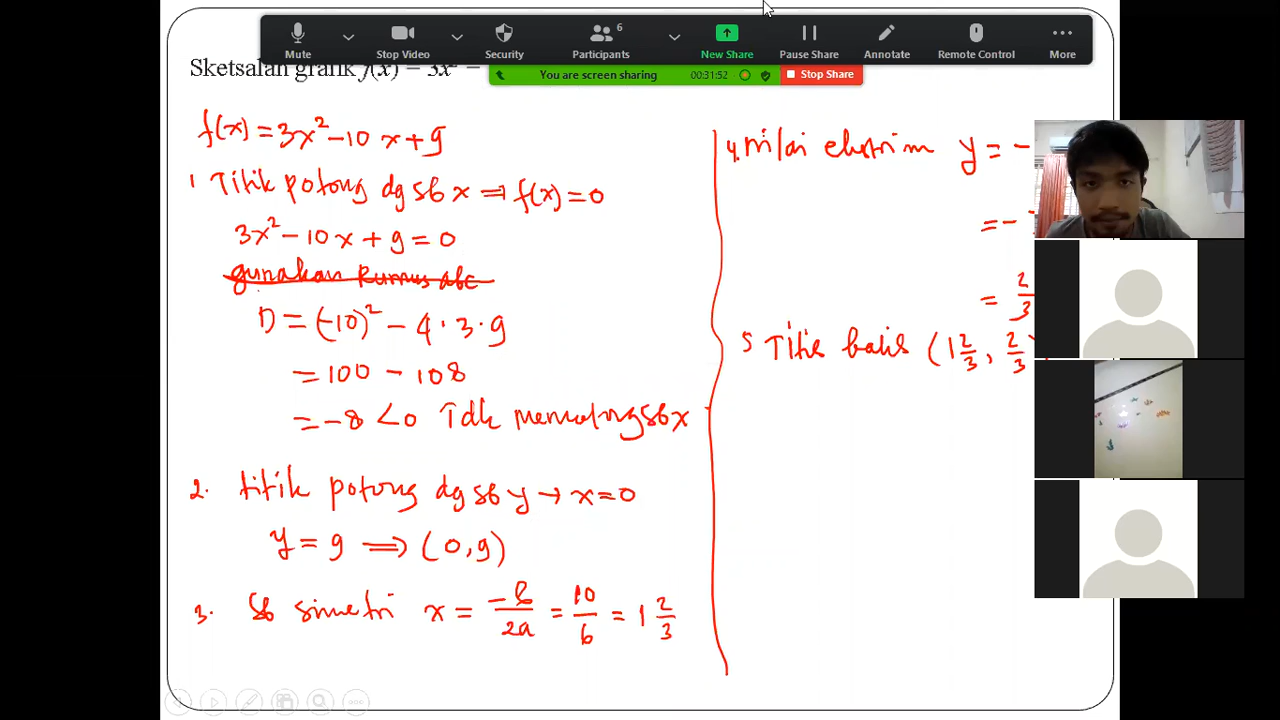 Mute
Stop Video
Security
Participants
6
New Share
Pause Share
Annotate
Remote Control
More
Sketsalah grafik f(x) = 3x² −
You are screen sharing
00:31:52
Stop Share
f(x) = 3x² − 10x + 9
1 Titik potong dg sb x ⇒ f(x) = 0
3x² − 10x + 9 = 0
gunakan Rumus abc
D = (−10)² − 4 · 3 · 9
= 100 − 108
= −8 < 0 Tdk memotong sb x
2. titik potong dg sb y → x = 0
y = 9 ⟹ (0, 9)
3. Sb simetri x = −b/2a = 10/6 = 1 2/3
4. Nilai ekstrim y = −
= −
= 2/3
5 Titik balik (1 2/3, 2/3